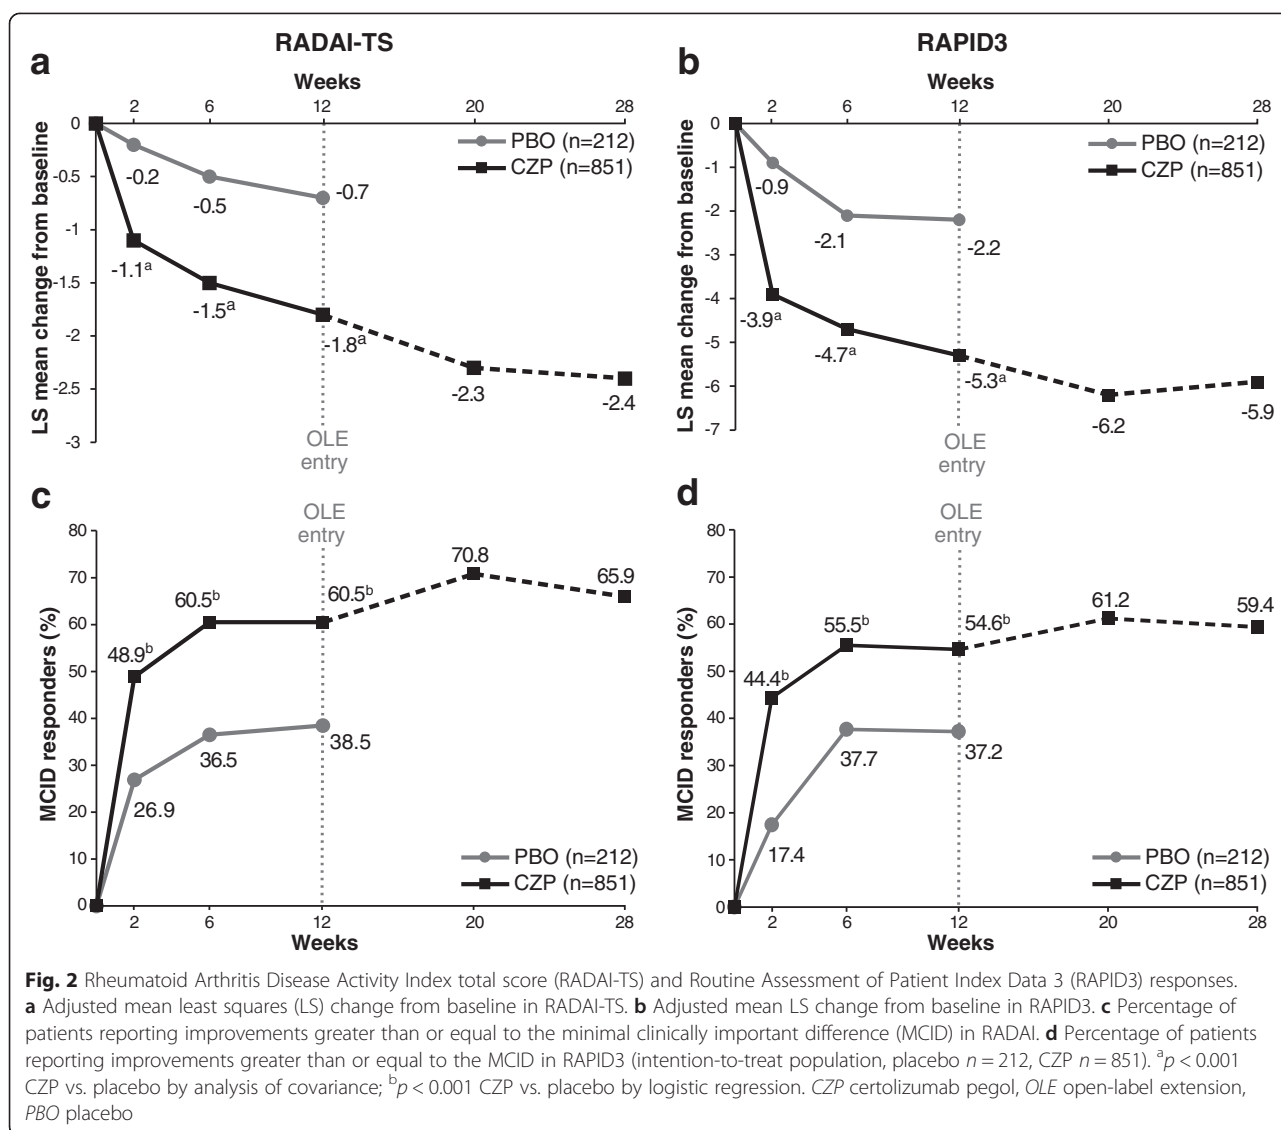 RADAI-TS
RAPID3
a
Weeks
2 6 12 20 28
LS mean change from baseline
0
-0.5
-1
-1.5
-2
-2.5
-3
PBO (n=212)
CZP (n=851)
-0.2
-0.5
-0.7
-1.1a
-1.5a
-1.8a
-2.3
-2.4
OLE
entry
b
Weeks
2 6 12 20 28
LS mean change from baseline
0
-1
-2
-3
-4
-5
-6
-7
PBO (n=212)
CZP (n=851)
-0.9
-2.1
-2.2
-3.9a
-4.7a
-5.3a
-6.2
-5.9
OLE
entry
c
OLE
entry
MCID responders (%)
80
70
60
50
40
30
20
10
0
48.9b
60.5b
60.5b
70.8
65.9
26.9
36.5
38.5
PBO (n=212)
CZP (n=851)
2 6 12 20 28
Weeks
d
OLE
entry
MCID responders (%)
80
70
60
50
40
30
20
10
0
44.4b
55.5b
54.6b
61.2
59.4
17.4
37.7
37.2
PBO (n=212)
CZP (n=851)
2 6 12 20 28
Weeks
Fig. 2 Rheumatoid Arthritis Disease Activity Index total score (RADAI-TS) and Routine Assessment of Patient Index Data 3 (RAPID3) responses.
a Adjusted mean least squares (LS) change from baseline in RADAI-TS. b Adjusted mean LS change from baseline in RAPID3. c Percentage of
patients reporting improvements greater than or equal to the minimal clinically important difference (MCID) in RADAI. d Percentage of patients
reporting improvements greater than or equal to the MCID in RAPID3 (intention-to-treat population, placebo n = 212, CZP n = 851). ap < 0.001
CZP vs. placebo by analysis of covariance; bp < 0.001 CZP vs. placebo by logistic regression. CZP certolizumab pegol, OLE open-label extension,
PBO placebo